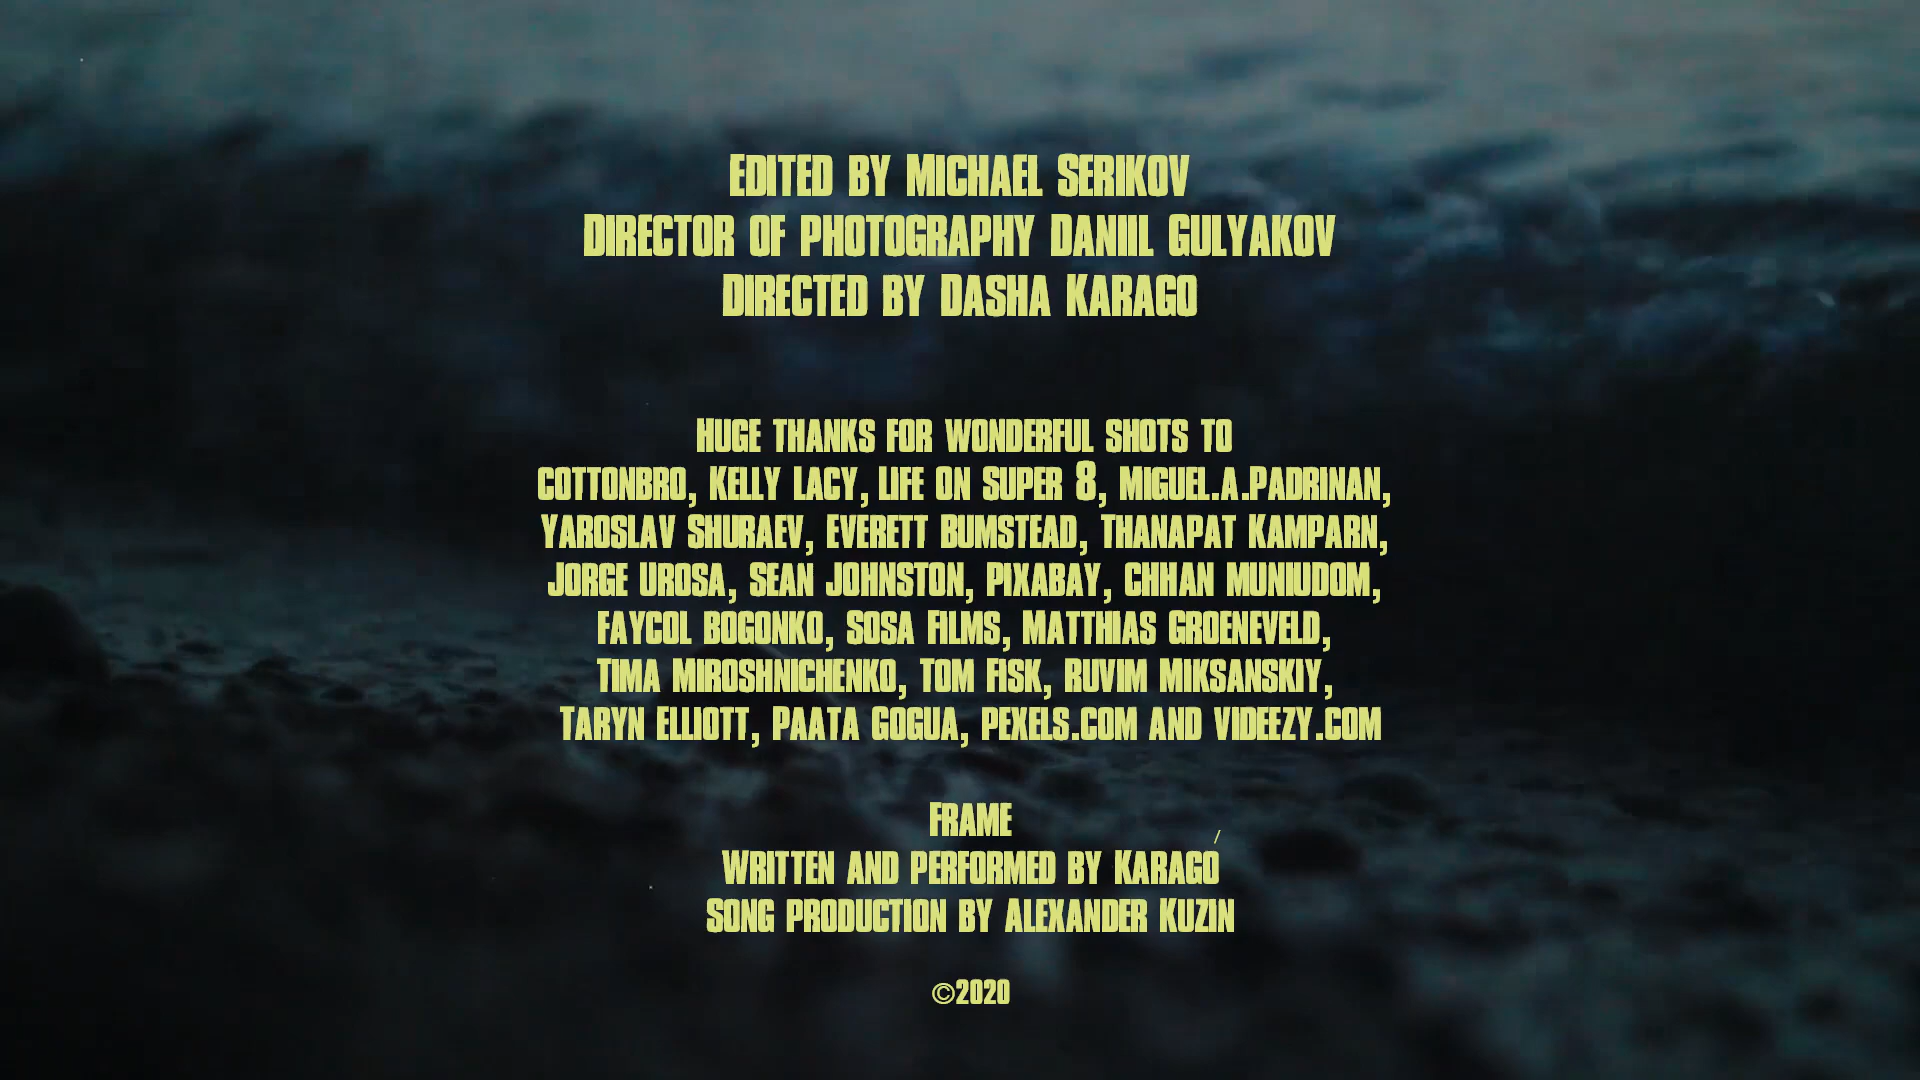 Edited by Michael Serikov
Director of photography Daniil Gulyakov
Directed by Dasha Karago
Huge thanks for wonderful shots to
cottonbro, Kelly Lacy, Life On Super 8, Miguel.a.Padrinan,
Yaroslav Shuraev, Everett Bumstead, Thanapat Kamparn,
Jorge Urosa, Sean Johnston, Pixabay, Chhan Muniudom,
Faycol Bogonko, Sosa Films, Matthias Groeneveld,
Tima Miroshnichenko, Tom Fisk, Ruvim Miksanskiy,
Taryn Elliott, Paata Gogua, pexels.com and videezy.com
Frame
written and performed by Karago
Song production by Alexander Kuzin
©2020